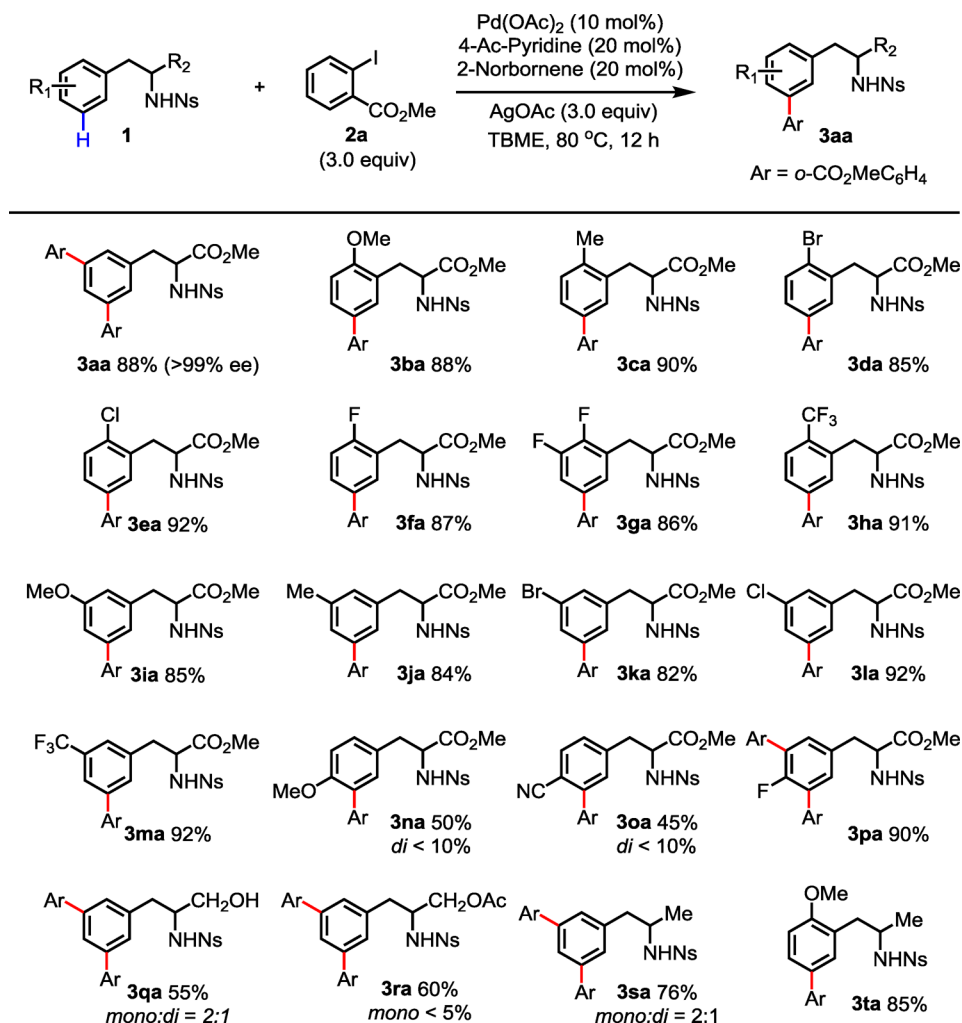 Pd(OAc)2 (10 mol%)
4-Ac-Pyridine (20 mol%)
2-Norbornene (20 mol%)
AgOAc (3.0 equiv)
TBME, 80 °C, 12 h
R1
R2
NHNs
H
1
+
I
CO2Me
2a
(3.0 equiv)
R1
R2
NHNs
Ar
3aa
Ar = o-CO2MeC6H4
Ar
CO2Me
NHNs
Ar
3aa 88% (>99% ee)
OMe
CO2Me
NHNs
Ar
3ba 88%
Me
CO2Me
NHNs
Ar
3ca 90%
Br
CO2Me
NHNs
Ar
3da 85%
Cl
CO2Me
NHNs
Ar
3ea 92%
F
CO2Me
NHNs
Ar
3fa 87%
F
F
CO2Me
NHNs
Ar
3ga 86%
CF3
CO2Me
NHNs
Ar
3ha 91%
MeO
CO2Me
NHNs
Ar
3ia 85%
Me
CO2Me
NHNs
Ar
3ja 84%
Br
CO2Me
NHNs
Ar
3ka 82%
Cl
CO2Me
NHNs
Ar
3la 92%
F3C
CO2Me
NHNs
Ar
3ma 92%
CO2Me
NHNs
MeO
Ar
3na 50%
di < 10%
CO2Me
NHNs
NC
Ar
3oa 45%
di < 10%
Ar
CO2Me
NHNs
F
Ar
3pa 90%
Ar
CH2OH
NHNs
Ar
3qa 55%
mono:di = 2:1
Ar
CH2OAc
NHNs
Ar
3ra 60%
mono < 5%
Ar
Me
NHNs
Ar
3sa 76%
mono:di = 2:1
OMe
Me
NHNs
Ar
3ta 85%